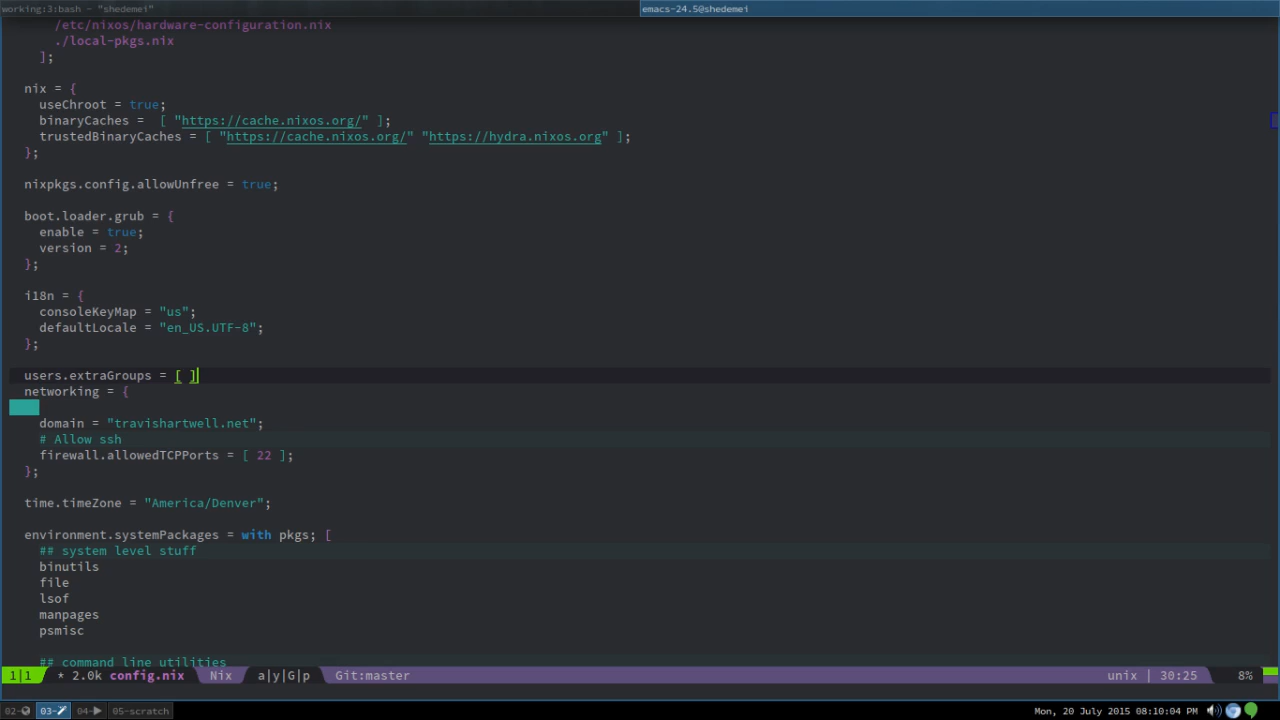 working:3:bash - "shedemei"
emacs-24.5@shedemei
/etc/nixos/hardware-configuration.nix
./local-pkgs.nix
];
nix = {
useChroot = true;
binaryCaches =  [ "https://cache.nixos.org/" ];
trustedBinaryCaches = [ "https://cache.nixos.org/" "https://hydra.nixos.org" ];
};
nixpkgs.config.allowUnfree = true;
boot.loader.grub = {
enable = true;
version = 2;
};
i18n = {
consoleKeyMap = "us";
defaultLocale = "en_US.UTF-8";
};
users.extraGroups = [ ]
networking = {
domain = "travishartwell.net";
# Allow ssh
firewall.allowedTCPPorts = [ 22 ];
};
time.timeZone = "America/Denver";
environment.systemPackages = with pkgs; [
## system level stuff
binutils
file
lsof
manpages
psmisc
## command line utilities
1|1 * 2.0k config.nix Nix a|y|G|p Git:master unix | 30:25 8%
02- 03- 04- 05-scratch Mon, 20 July 2015 08:10:04 PM